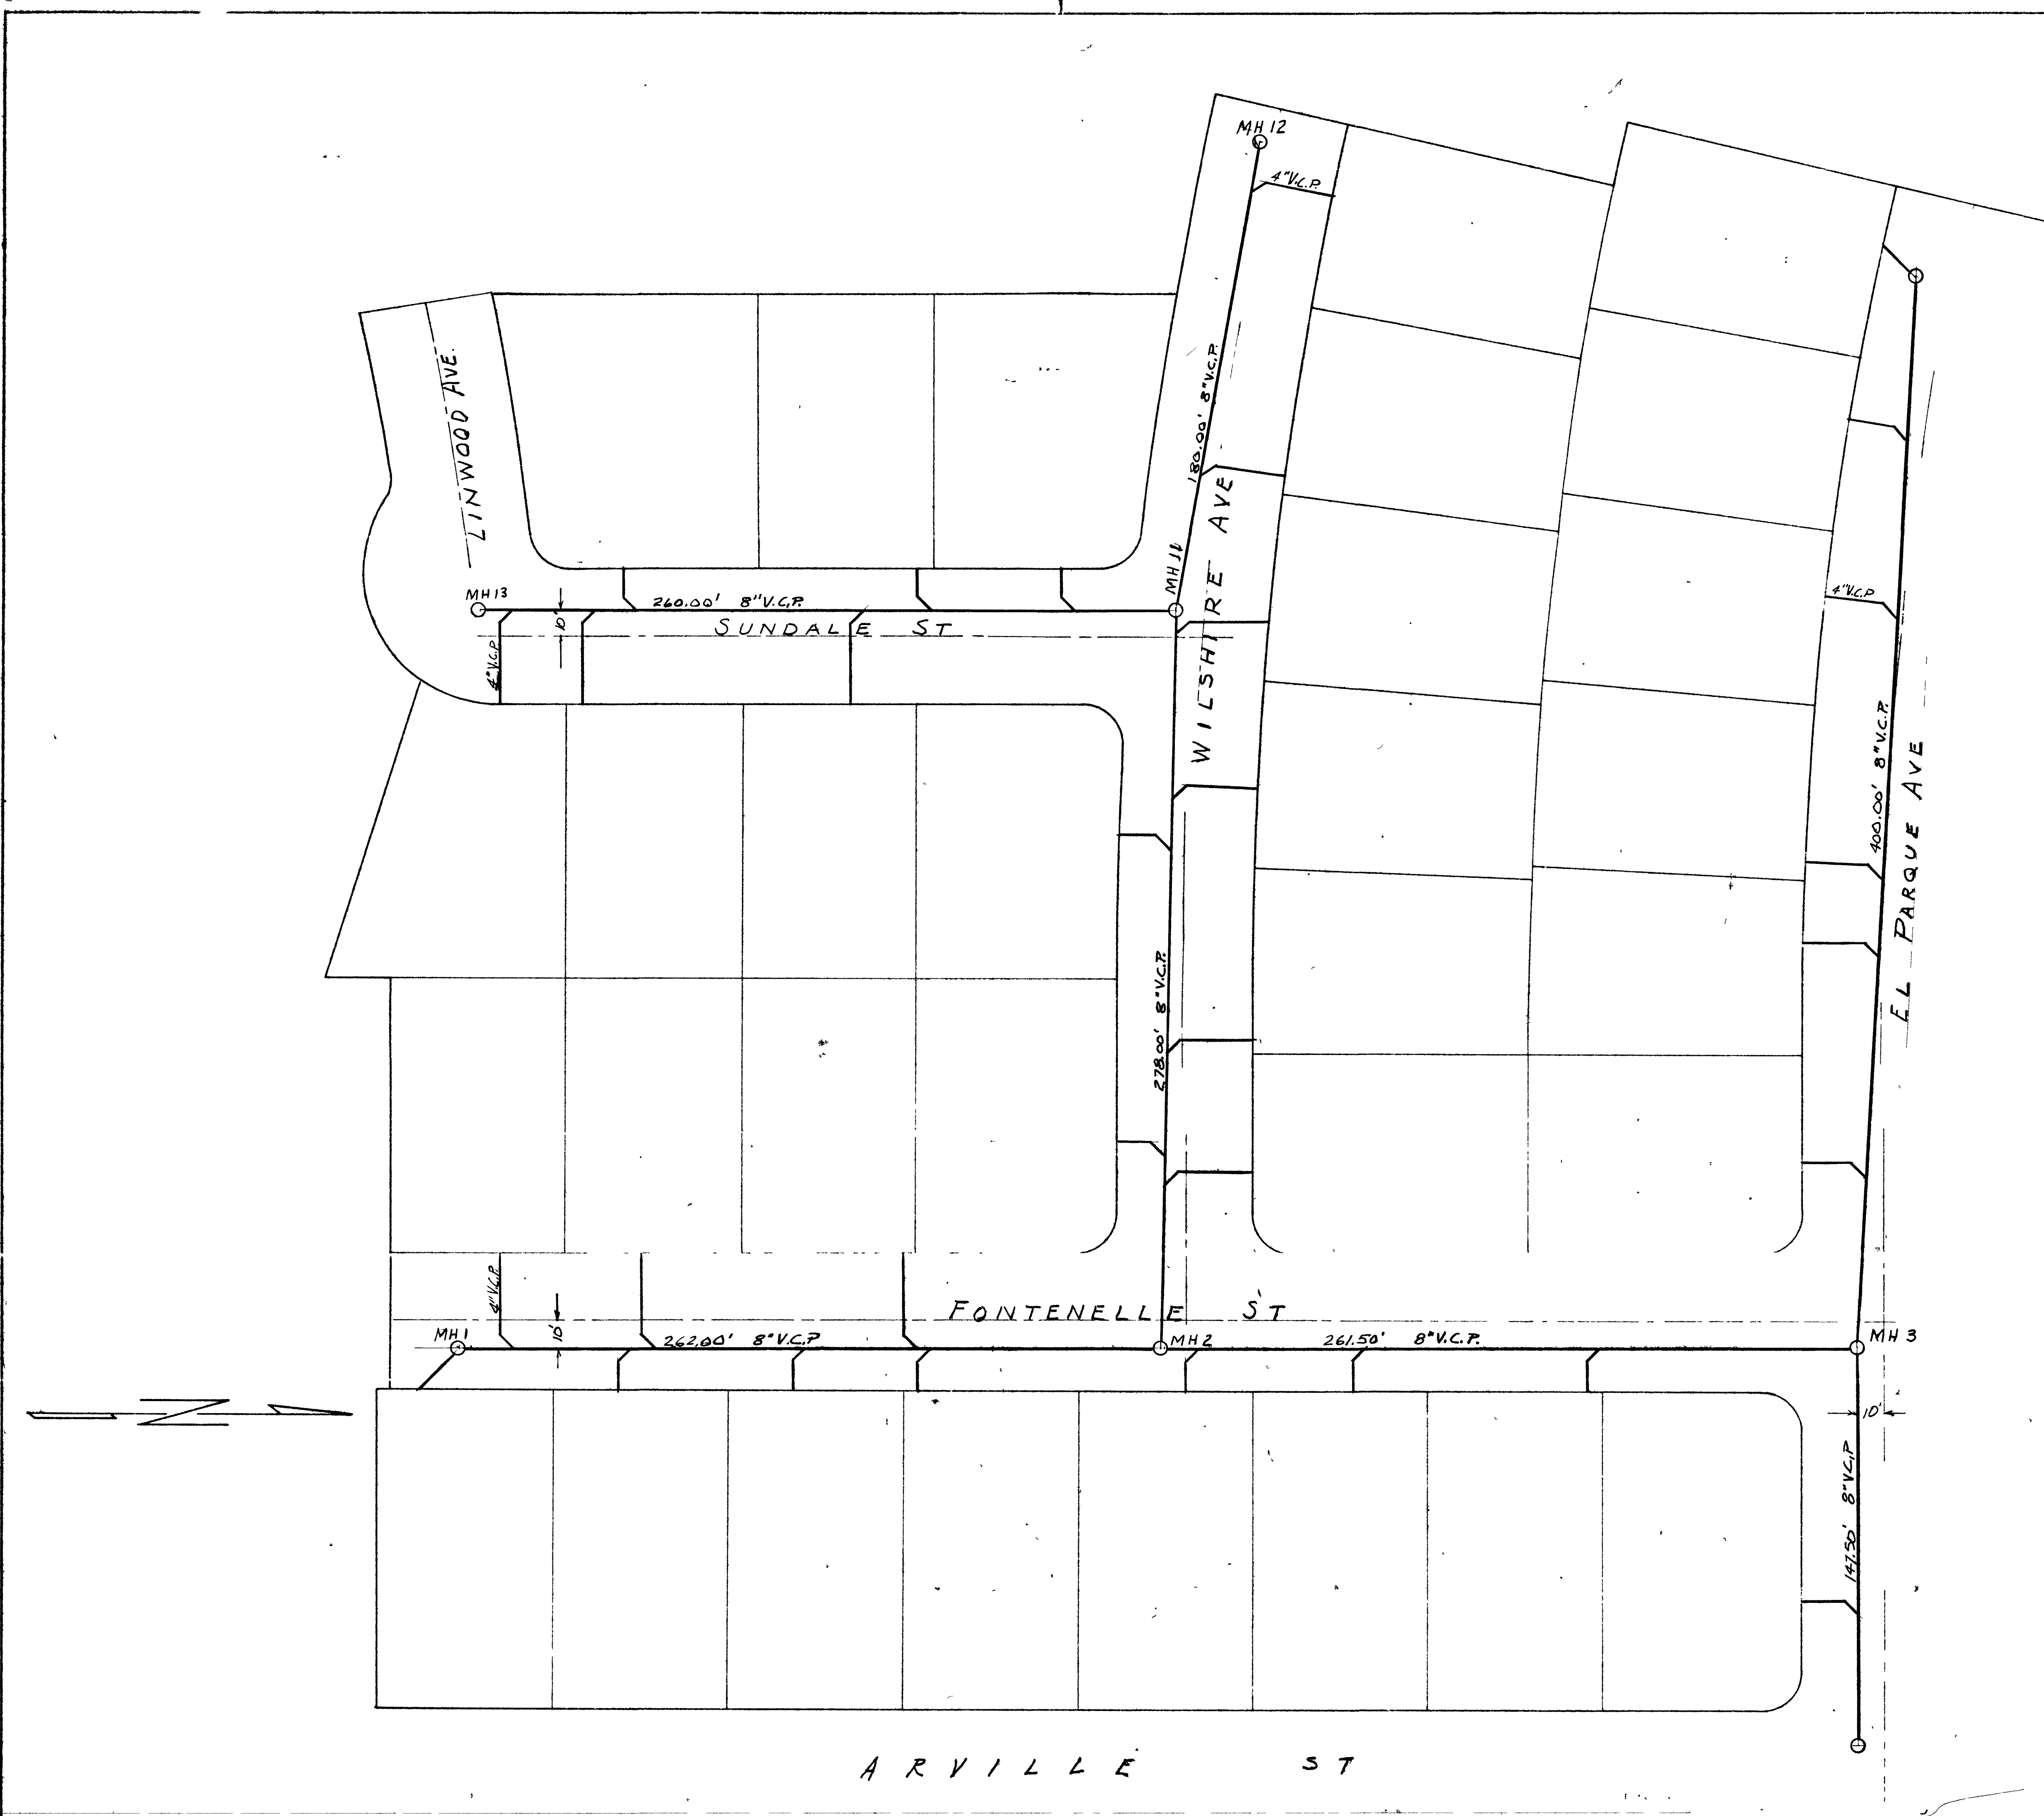 MH 12
4" V.C.P.
180.00' 8" V.C.P.
LINWOOD AVE.
MH 11
WILSHIRE AVE
MH 13
260.00' 8" V.C.P.
10'
SUNDALE ST
4" V.C.P.
4" V.C.P
400.00' 8" V.C.P.
EL PARQUE AVE
278.00' 8" V.C.P.
4" V.C.P.
FONTENELLE ST
MH 1
10'
262.00' 8" V.C.P
MH 2
261.50' 8" V.C.P.
MH 3
N
10'
147.50' 8" V.C.P
ARVILLE ST